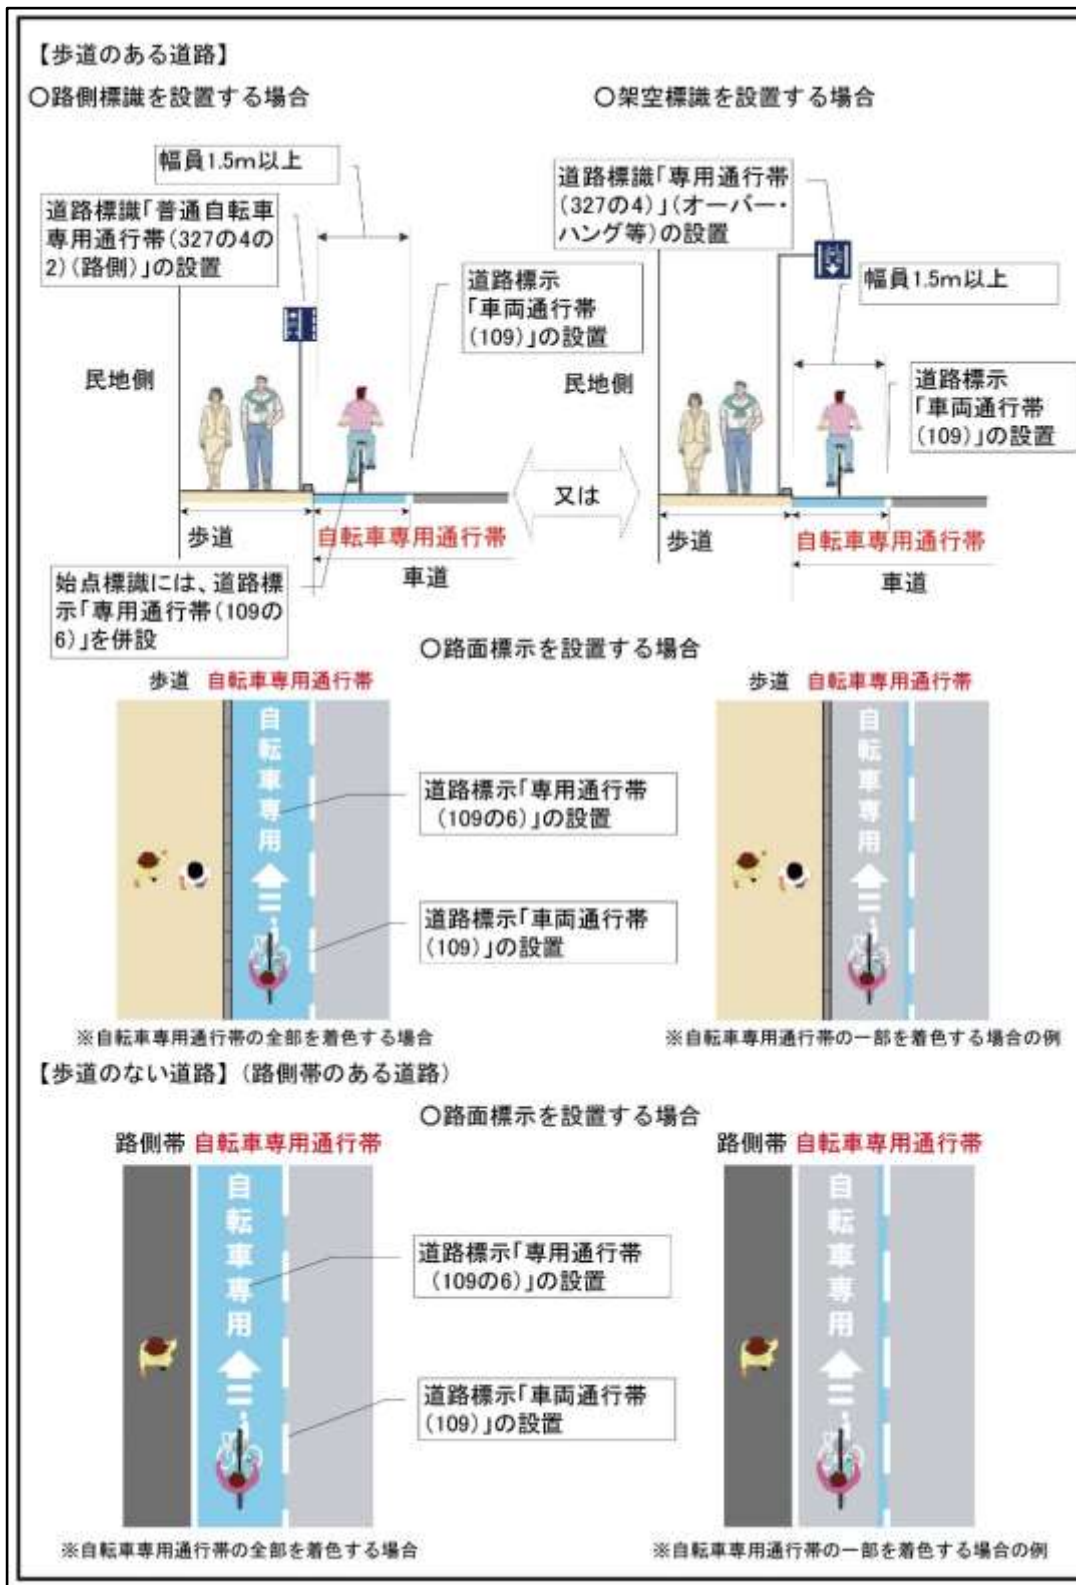 【歩道のある道路】
〇路側標識を設置する場合
幅員1.5m以上
道路標識「普通自転車
専用通行帯(327の4の
2)(路側)」の設置
道路標示
「車両通行帯
(109)」の設置
民地側
歩道
自転車専用通行帯
車道
始点標識には、道路標
示「専用通行帯(109の
6)」を併設
又は
〇架空標識を設置する場合
道路標識「専用通行帯
(327の4)」(オーバー・
ハング等)の設置
幅員1.5m以上
道路標示
「車両通行帯
(109)」の設置
民地側
歩道
自転車専用通行帯
車道
〇路面標示を設置する場合
歩道 自転車専用通行帯
自転車専用
道路標示「専用通行帯
(109の6)」の設置
道路標示「車両通行帯
(109)」の設置
※自転車専用通行帯の全部を着色する場合
歩道 自転車専用通行帯
自転車専用
※自転車専用通行帯の一部を着色する場合の例
【歩道のない道路】(路側帯のある道路)
〇路面標示を設置する場合
路側帯 自転車専用通行帯
自転車専用
道路標示「専用通行帯
(109の6)」の設置
道路標示「車両通行帯
(109)」の設置
※自転車専用通行帯の全部を着色する場合
路側帯 自転車専用通行帯
自転車専用
※自転車専用通行帯の一部を着色する場合の例